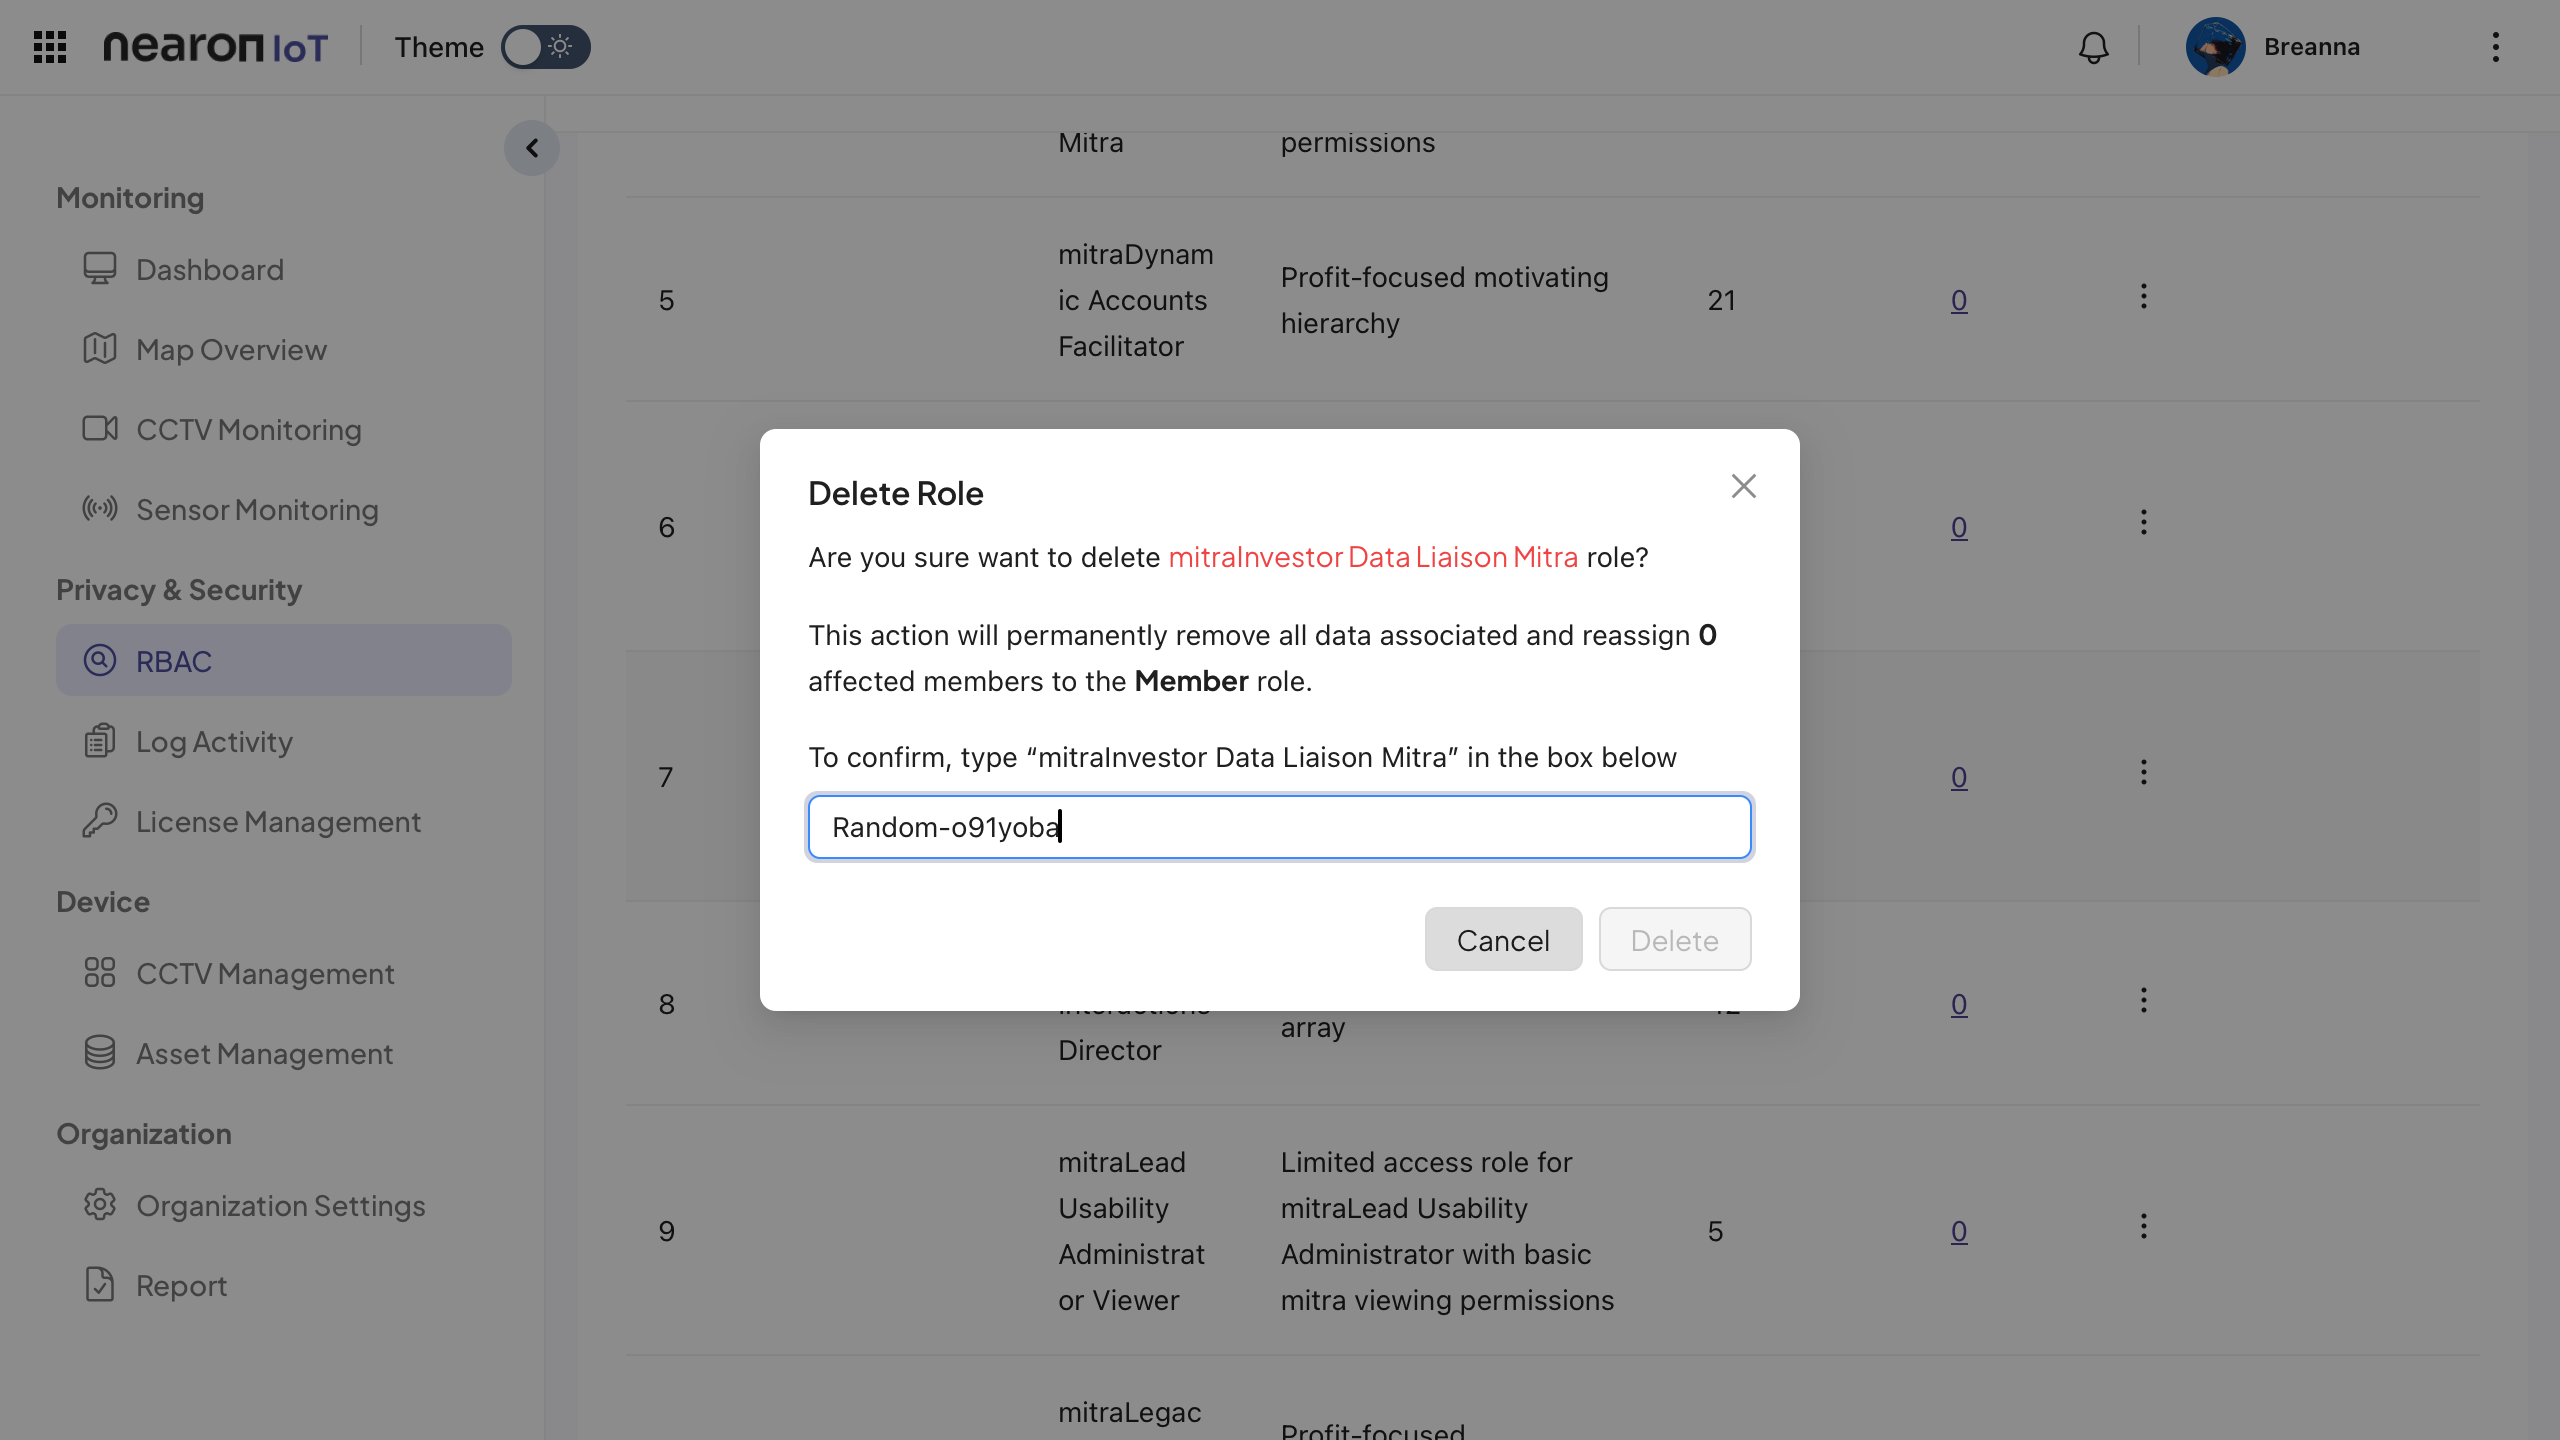 nearon IoT
Theme
Breanna
Monitoring
Dashboard
Map Overview
CCTV Monitoring
Sensor Monitoring
Privacy & Security
RBAC
Log Activity
License Management
Device
CCTV Management
Asset Management
Organization
Organization Settings
Report
Mitra
permissions
5
mitraDynam
ic Accounts
Facilitator
Profit-focused motivating
hierarchy
21
0
6
0
7
0
8
Director
array
0
9
mitraLead
Usability
Administrat
or Viewer
Limited access role for
mitraLead Usability
Administrator with basic
mitra viewing permissions
5
0
mitraLegac
Profit-focused
Delete Role
Are you sure want to delete mitraInvestor Data Liaison Mitra role?
This action will permanently remove all data associated and reassign 0
affected members to the Member role.
To confirm, type “mitraInvestor Data Liaison Mitra” in the box below
Random-o91yoba
Cancel
Delete